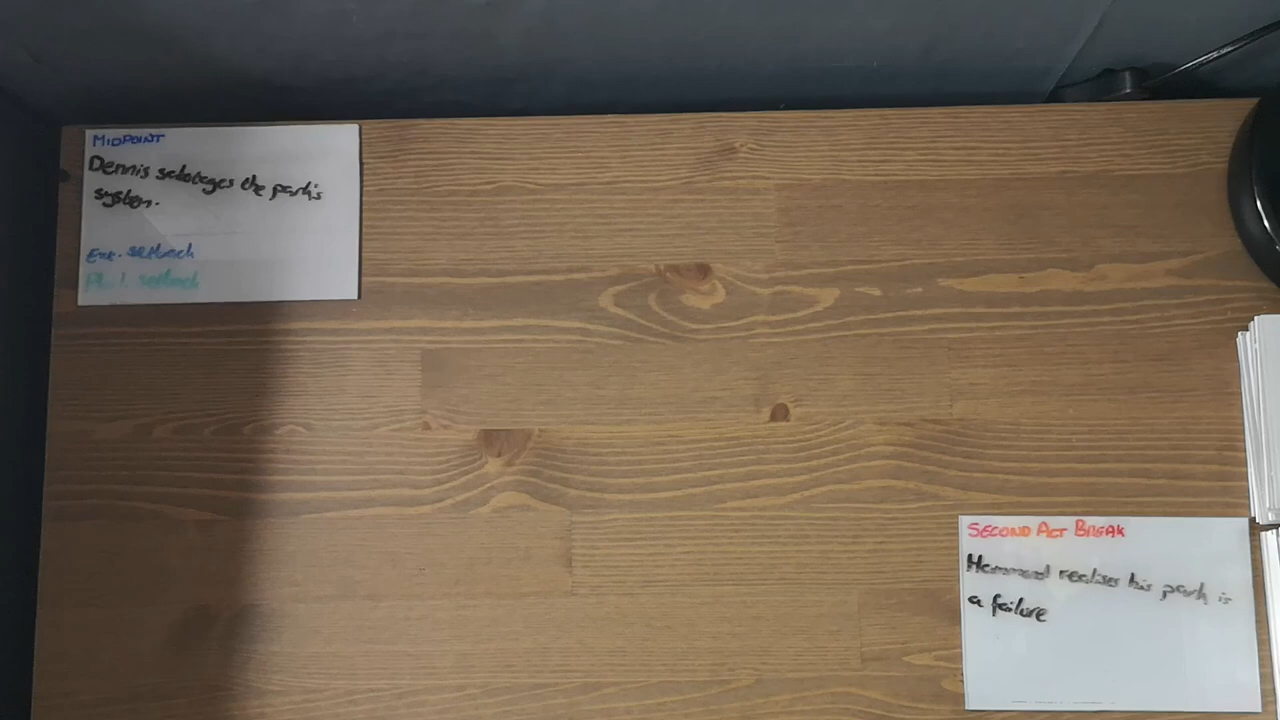 MIDPOINT
Dennis sabotages the park's
system.
Ext. setback
Ph. 1. setback
SECOND ACT BREAK
Hammond realises his park is
a failure